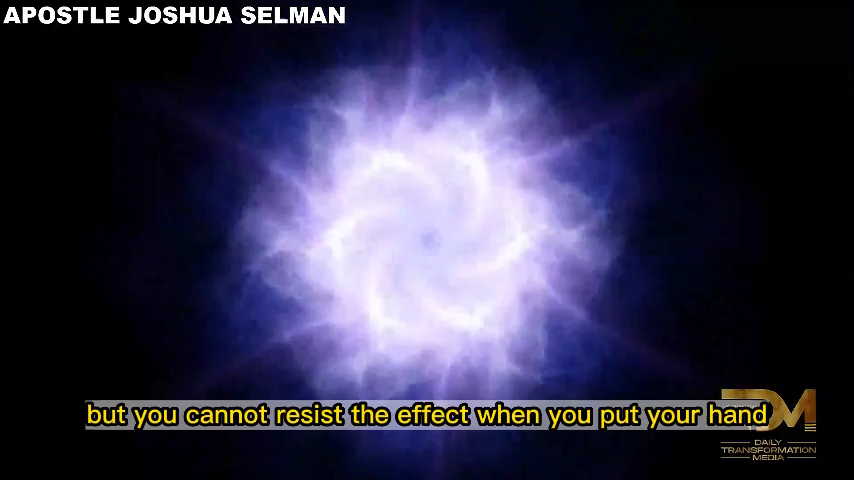 APOSTLE JOSHUA SELMAN
but you cannot resist the effect when you put your hand
DM
DAILY
TRANSFORMATION
MEDIA